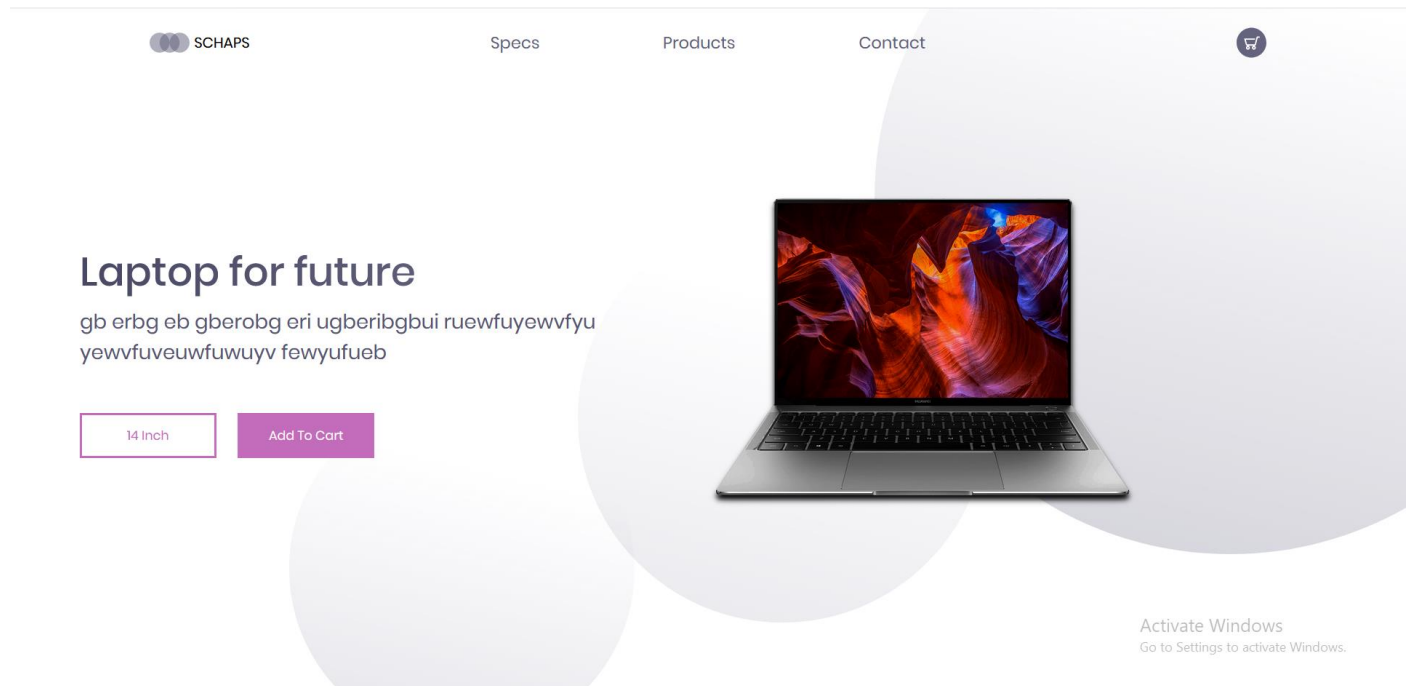 SCHAPS
Specs
Products
Contact
Laptop for future
gb erbg eb gberobg eri ugberibgbui ruewfuyewvfyu
yewvfuveuwfuwuyv fewyufueb
14 Inch
Add To Cart
Activate Windows
Go to Settings to activate Windows.